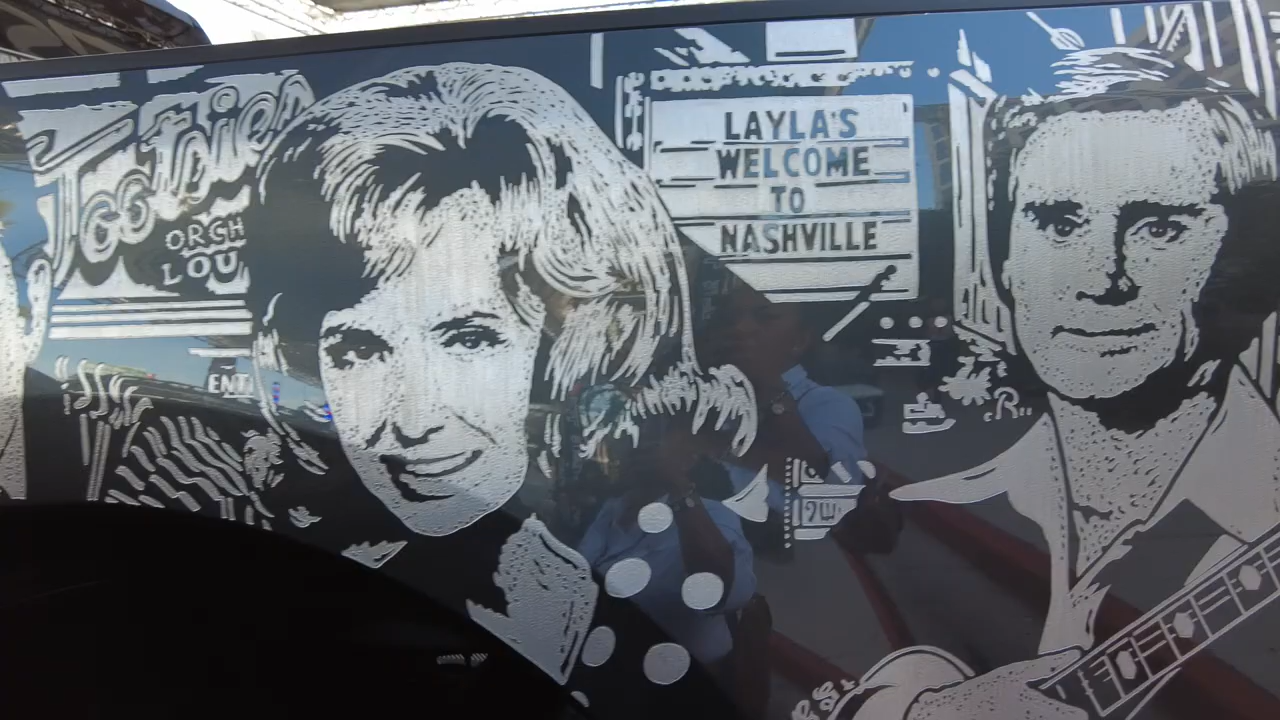 Tootsies
ORCH
LOU
ENT
LAYLA'S
WELCOME
TO
NASHVILLE